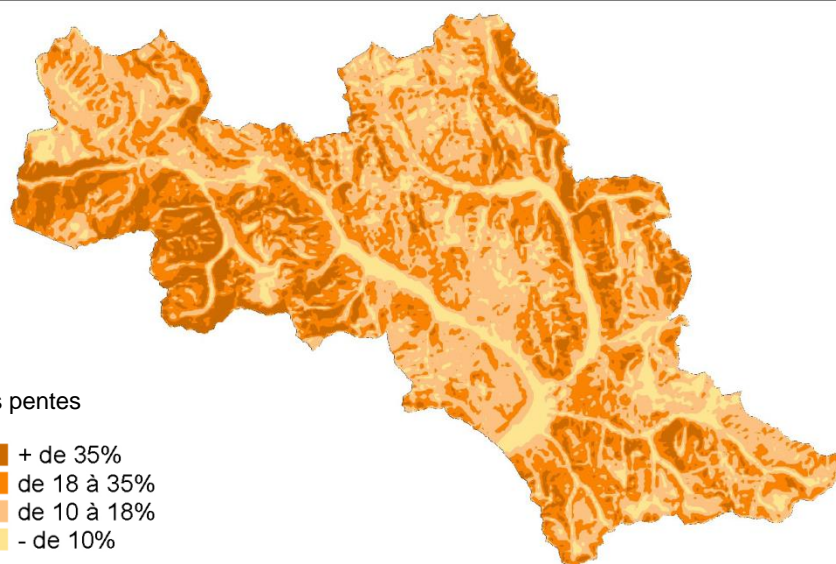 s pentes
+ de 35%
de 18 à 35%
de 10 à 18%
- de 10%